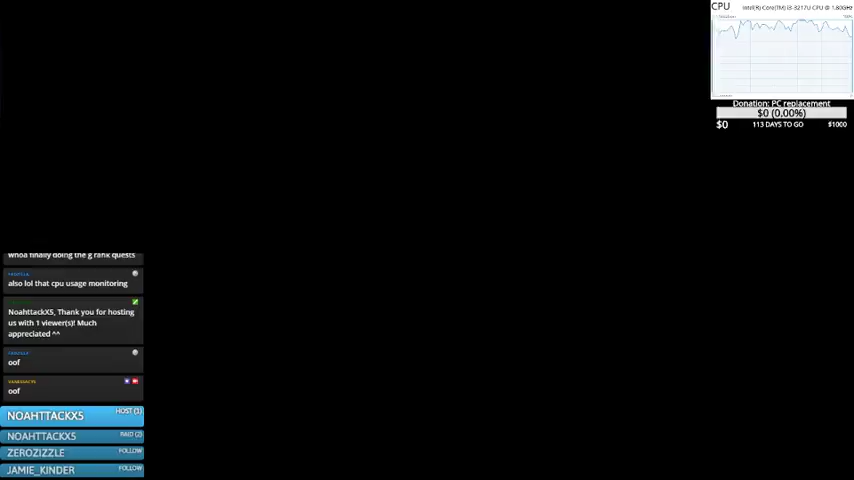 CPU
Intel(R) Core(TM) i3-3217U CPU @ 1.80GHz
Donation: PC replacement
$0 (0.00%)
$0
113 DAYS TO GO
$1000
whoa finally doing the g rank quests
also lol that cpu usage monitoring
NoahttackX5, Thank you for hosting
us with 1 viewer(s)! Much
appreciated ^^
oof
oof
NOAHTTACKX5
HOST (1)
NOAHTTACKX5
RAID (2)
ZEROZIZZLE
FOLLOW
JAMIE_KINDER
FOLLOW